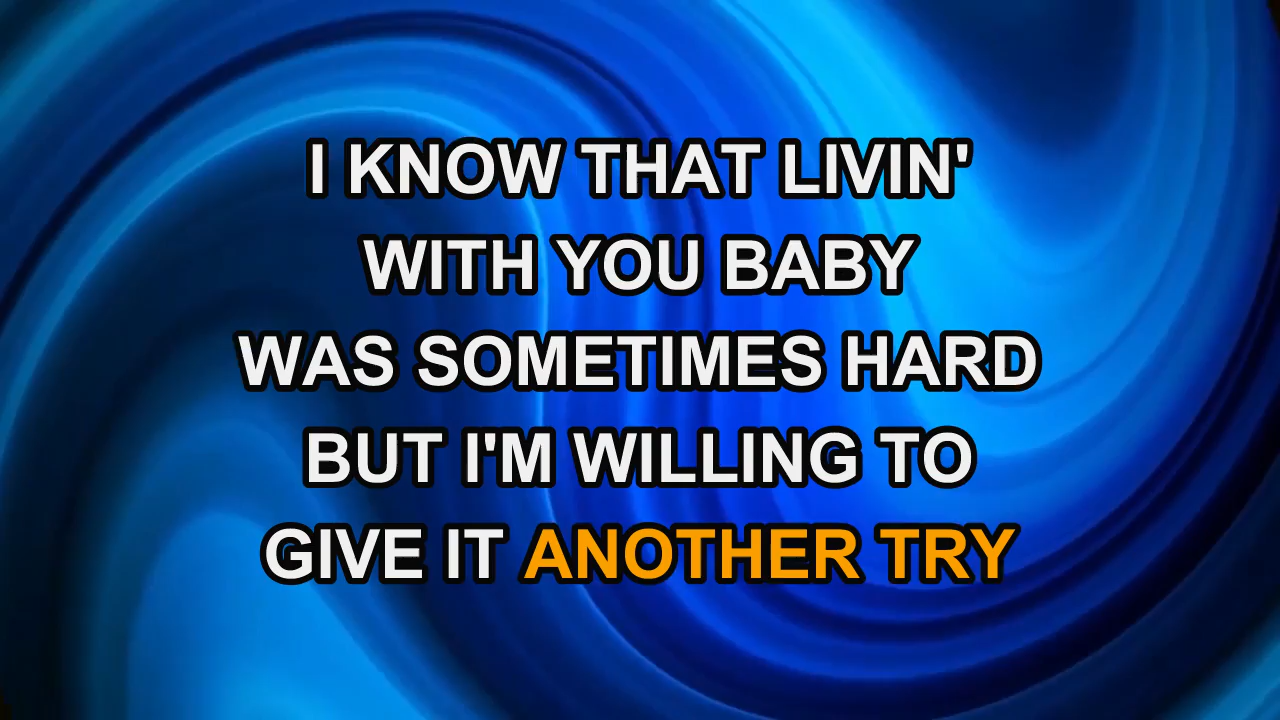 I KNOW THAT LIVIN'
WITH YOU BABY
WAS SOMETIMES HARD
BUT I'M WILLING TO
GIVE IT ANOTHER TRY